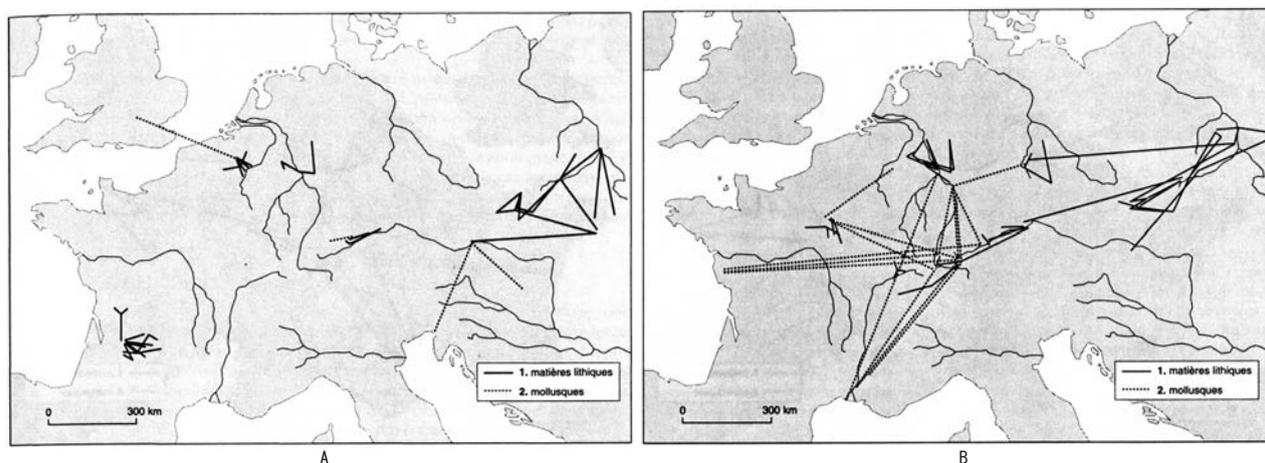 1. matières lithiques
2. mollusques
0 300 km
A
1. matières lithiques
2. mollusques
0 300 km
B